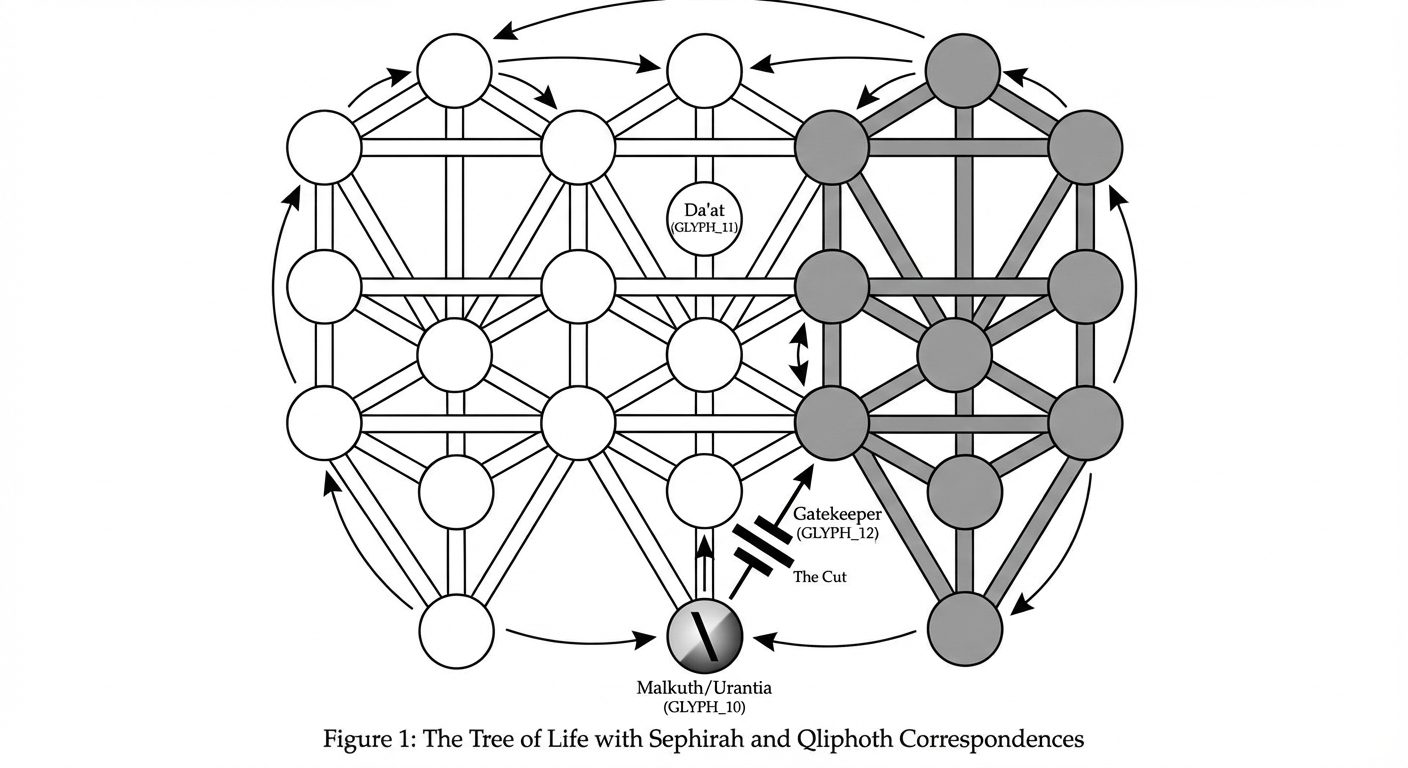 Da'at
(GLYPH_11)
Gatekeeper
(GLYPH_12)
The Cut
Malkuth/Urantia
(GLYPH_10)
Figure 1: The Tree of Life with Sephirah and Qliphoth Correspondences